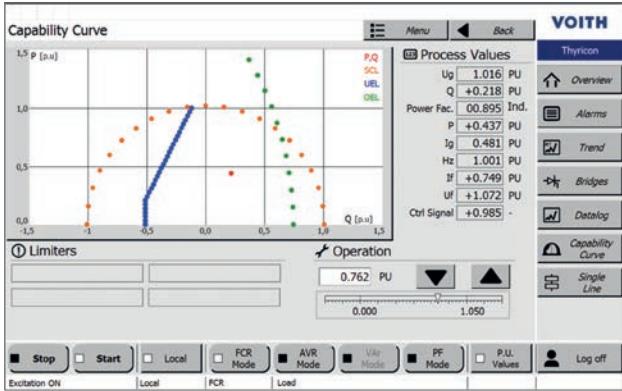 Capability Curve
Menu
Back
VOITH
Thyricon
1,5 P [p.u]
P,Q
SCL
UEL
OEL
1,0
0,5
0,0
Q [p.u]
-1,5 -1 -0,5 0,0 0,5 1 1,5
Process Values
Ug 1.016 PU
Q +0.218 PU
Power Fac. 00.895 Ind.
P +0.437 PU
Ig 0.481 PU
Hz 1.001 PU
If +0.749 PU
Uf +1.072 PU
Ctrl Signal +0.985 -
Overview
Alarms
Trend
Bridges
Datalog
Capability
Curve
Single
Line
Limiters
Operation
0.762 PU
0.000 1.050
Stop
Start
Local
FCR
Mode
AVR
Mode
VAr
Mode
PF
Mode
P.U.
Values
Log off
Excitation ON
Local
FCR
Load